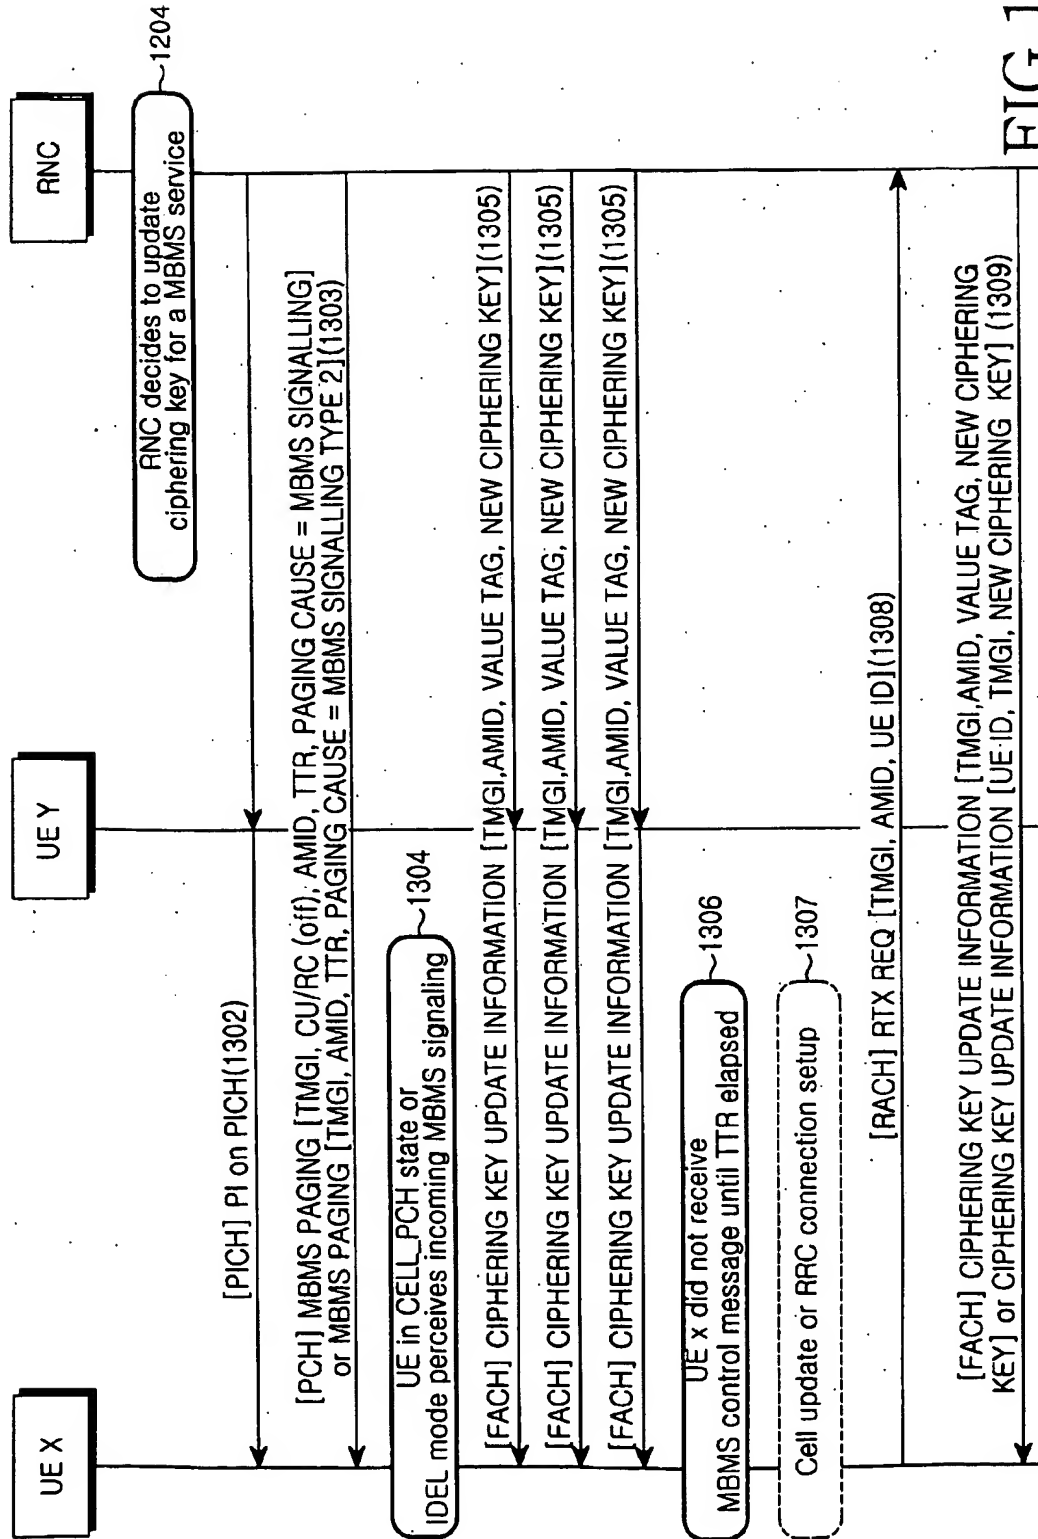 UE X
UE Y
RNC
RNC decides to update
ciphering key for a MBMS service
1204
[PICH] PI on PICH(1302)
[PCH] MBMS PAGING [TMGI, CU/RC (off), AMID, TTR, PAGING CAUSE = MBMS SIGNALLING]
or MBMS PAGING [TMGI, AMID, TTR, PAGING CAUSE = MBMS SIGNALLING TYPE 2](1303)
UE in CELL_PCH state or
IDEL mode perceives incoming MBMS signaling
1304
[FACH] CIPHERING KEY UPDATE INFORMATION [TMGI,AMID, VALUE TAG, NEW CIPHERING KEY](1305)
[FACH] CIPHERING KEY UPDATE INFORMATION [TMGI,AMID, VALUE TAG, NEW CIPHERING KEY](1305)
[FACH] CIPHERING KEY UPDATE INFORMATION [TMGI,AMID, VALUE TAG, NEW CIPHERING KEY](1305)
UE x did not receive
MBMS control message until TTR elapsed
1306
Cell update or RRC connection setup
1307
[RACH] RTX REQ [TMGI, AMID, UE ID](1308)
[FACH] CIPHERING KEY UPDATE INFORMATION [TMGI,AMID, VALUE TAG, NEW CIPHERING
KEY] or CIPHERING KEY UPDATE INFORMATION [UE ID, TMGI, NEW CIPHERING KEY] (1309)
FIG.